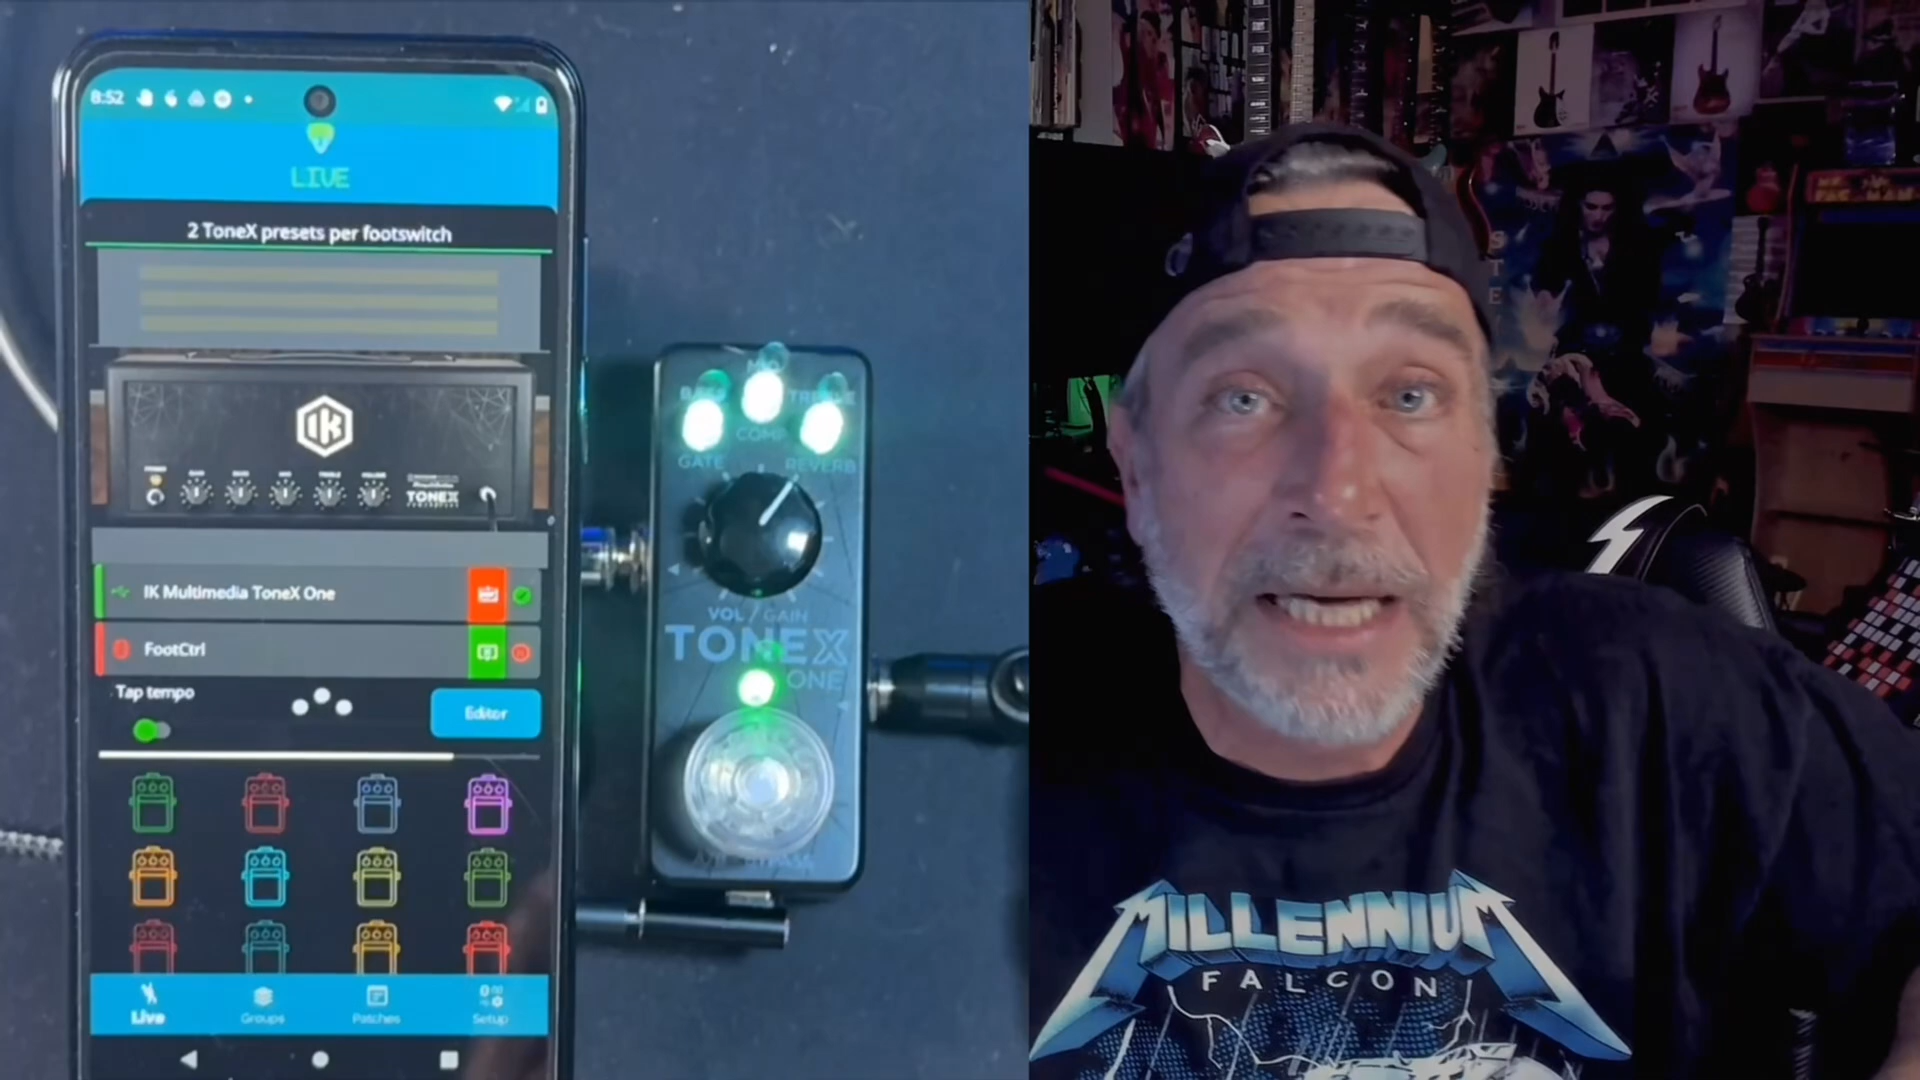 8:52
LIVE
2 ToneX presets per footswitch
IK
TONEX
IK Multimedia ToneX One
FootCtrl
Tap tempo
Editor
Live
Groups
Patches
Setup
MID
BASS
TREBLE
COMP
GATE
REVERB
VOL / GAIN
TONEX
ONE
MILLENNIUM
FALCON